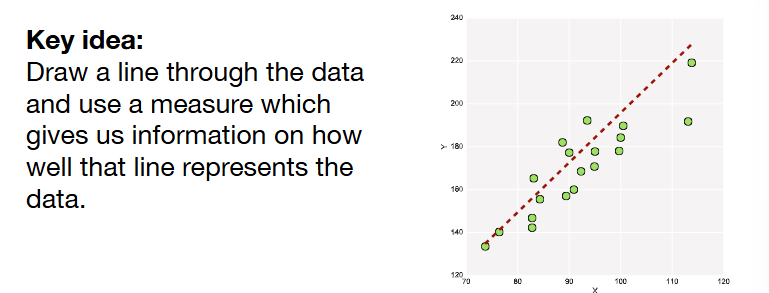 Key idea:
Draw a line through the data
and use a measure which
gives us information on how
well that line represents the
data.
240
220
200
180
160
140
120
Y
70 80 90 100 110 120
X